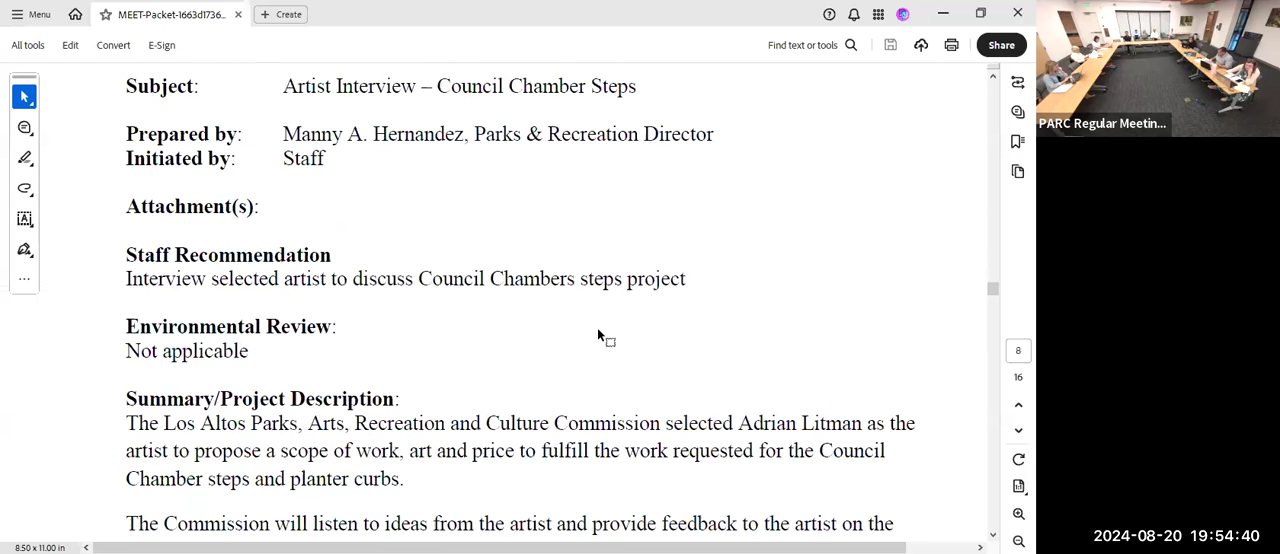 Menu
MEET-Packet-1663d1736...
Create
All tools
Edit
Convert
E-Sign
Find text or tools
Share
Subject: Artist Interview – Council Chamber Steps
Prepared by: Manny A. Hernandez, Parks & Recreation Director
Initiated by: Staff
Attachment(s):
Staff Recommendation
Interview selected artist to discuss Council Chambers steps project
Environmental Review:
Not applicable
Summary/Project Description:
The Los Altos Parks, Arts, Recreation and Culture Commission selected Adrian Litman as the
artist to propose a scope of work, art and price to fulfill the work requested for the Council
Chamber steps and planter curbs.
The Commission will listen to ideas from the artist and provide feedback to the artist on the
8
16
8.50 x 11.00 in
PARC Regular Meetin...
2024-08-20 19:54:40